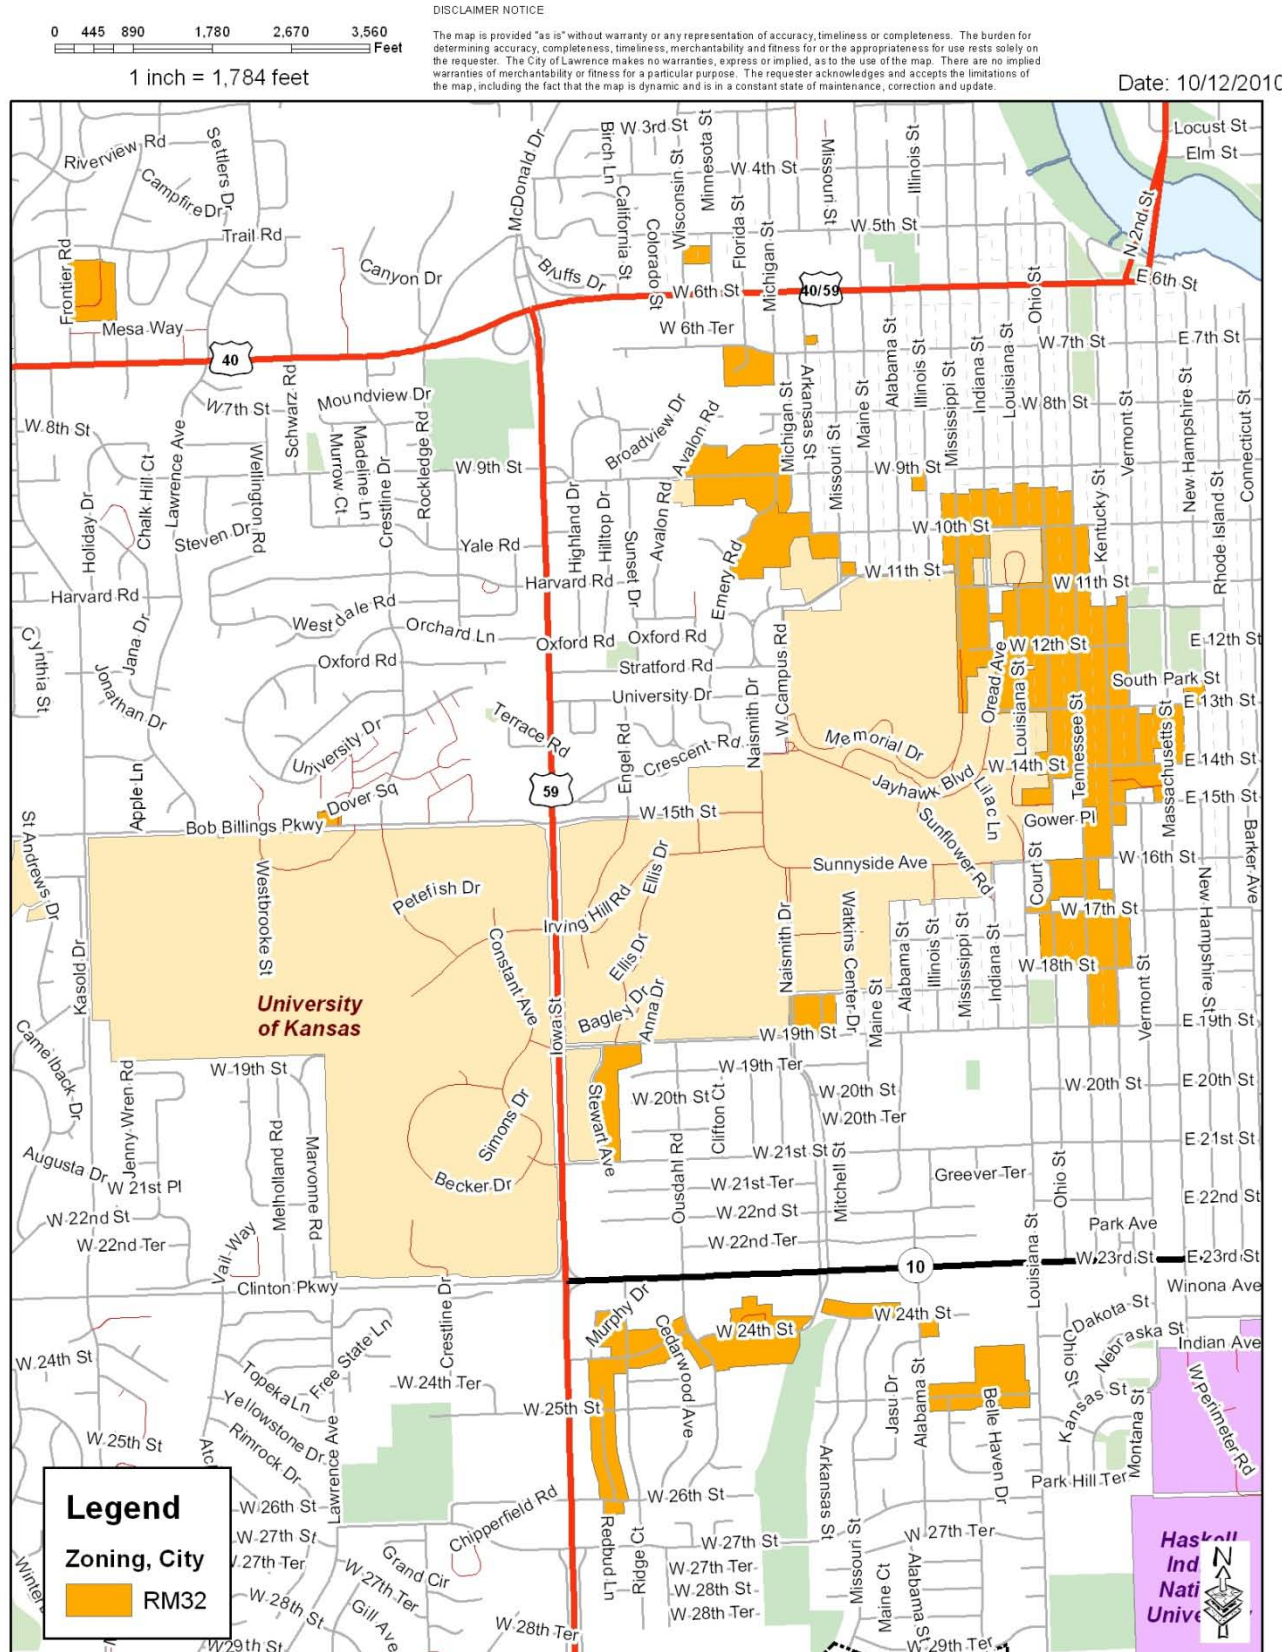 DISCLAIMER NOTICE
0 445 890 1,780 2,670 3,560
Feet
1 inch = 1,784 feet
The map is provided "as is" without warranty or any representation of accuracy, timeliness or completeness. The burden for
determining accuracy, completeness, timeliness, merchantability and fitness for or the appropriateness for use rests solely on
the requester. The City of Lawrence makes no warranties, express or implied, as to the use of the map. There are no implied
warranties of merchantability or fitness for a particular purpose. The requester acknowledges and accepts the limitations of
the map, including the fact that the map is dynamic and is in a constant state of maintenance, correction and update.
Date: 10/12/2010
Riverview Rd
Settlers Dr
Campfire Dr
Trail Rd
Frontier Rd
Canyon Dr
McDonald Dr
Bluffs Dr
Birch Ln
W 3rd St
California St
Colorado St
Wisconsin St
Minnesota St
W 4th St
Florida St
Michigan St
Missouri St
Illinois St
W 5th St
Locust St
Elm St
N 2nd St
E 6th St
W 6th St
40/59
Ohio St
Mesa Way
40
W 6th Ter
Alabama St
Illinois St
Mississippi St
Indiana St
Louisiana St
W 7th St
E 7th St
W 7th St
Schwarz Rd
Moundview Dr
W 8th St
Lawrence Ave
Murrow Ct
Madeline Ln
Rockledge Rd
Broadview Dr
Avalon Rd
Michigan St
Arkansas St
Maine St
W 8th St
Vermont St
New Hampshire St
Connecticut St
Chalk Hill Ct
Wellington Rd
Crestline Dr
W 9th St
Missouri St
W 9th St
Holiday Dr
Steven Dr
Yale Rd
Highland Dr
Hilltop Dr
Sunset Dr
Avalon Rd
Emery Rd
W 10th St
Kentucky St
Rhode Island St
Harvard Rd
Harvard Rd
W 11th St
W 11th St
Westdale Rd
Orchard Ln
Oxford Rd
Oxford Rd
Oxford Rd
Stratford Rd
University Dr
Cynthia St
Jana Dr
Jonathan Dr
W Campus Rd
Naismith Dr
Oread Ave
W 12th St
Louisiana St
E 12th St
South Park St
E 13th St
Tennessee St
Massachusetts St
University Dr
Terrace Rd
Engel Rd
Crescent Rd
Memorial Dr
Jayhawk Blvd
W 14th St
E 14th St
59
Apple Ln
Dover Sq
Bob Billings Pkwy
W 15th St
Sunflower Rd
Lilac Ln
Gower Pl
E 15th St
Barker Ave
St Andrews Dr
Westbrooke St
Petefish Dr
Ellis Dr
Sunnyside Ave
Court St
W 16th St
Irving Hill Rd
W 17th St
New Hampshire St
Kasold Dr
Constant Ave
Ellis Dr
Naismith Dr
Watkins Center Dr
Maine St
Alabama St
Illinois St
Mississippi St
Indiana St
W 18th St
Vermont St
University
of Kansas
Iowa St
Bagley Dr
Anna Dr
W 19th St
E 19th St
Camelback Dr
Jenny Wren Rd
W 19th St
W 19th Ter
Stewart Ave
W 20th St
Clifton Ct
W 20th St
W 20th Ter
W 20th St
E 20th St
Melholland Rd
Marvonne Rd
Simons Dr
Becker Dr
Augusta Dr
W 21st Pl
W 21st St
Mitchell St
E 21st St
Ousdahl Rd
W 21st Ter
Greever Ter
Ohio St
E 22nd St
W 22nd St
W 22nd Ter
W 22nd St
W 22nd Ter
Park Ave
Vail Way
Clinton Pkwy
10
Louisiana St
W 23rd St
E 23rd St
Winona Ave
Murphy Dr
Cedarwood Ave
W 24th St
W 24th St
Dakota St
Nebraska St
Indian Ave
Ohio St
W 24th St
Crestline Dr
Free State Ln
Topeka Ln
W 24th Ter
Yellowstone Dr
Rimrock Dr
Lawrence Ave
W 25th St
W 25th St
Jasu Dr
Alabama St
Belle Haven Dr
Kansas St
Montana St
W Perimeter Rd
Park Hill Ter
Arkansas St
Missouri St
W 26th St
W 26th St
Chipperfield Rd
W 27th St
W 27th Ter
W 27th St
W 27th Ter
W 27th Ter
Grand Cir
W 27th Ter
W 28th St
Gill Ave
W 28th Ter
Redbud Ln
Ridge Ct
W 28th St
W 28th Ter
Maine Ct
Alabama St
W 29th Ter
W 29th St
Legend
Zoning, City
RM32
N